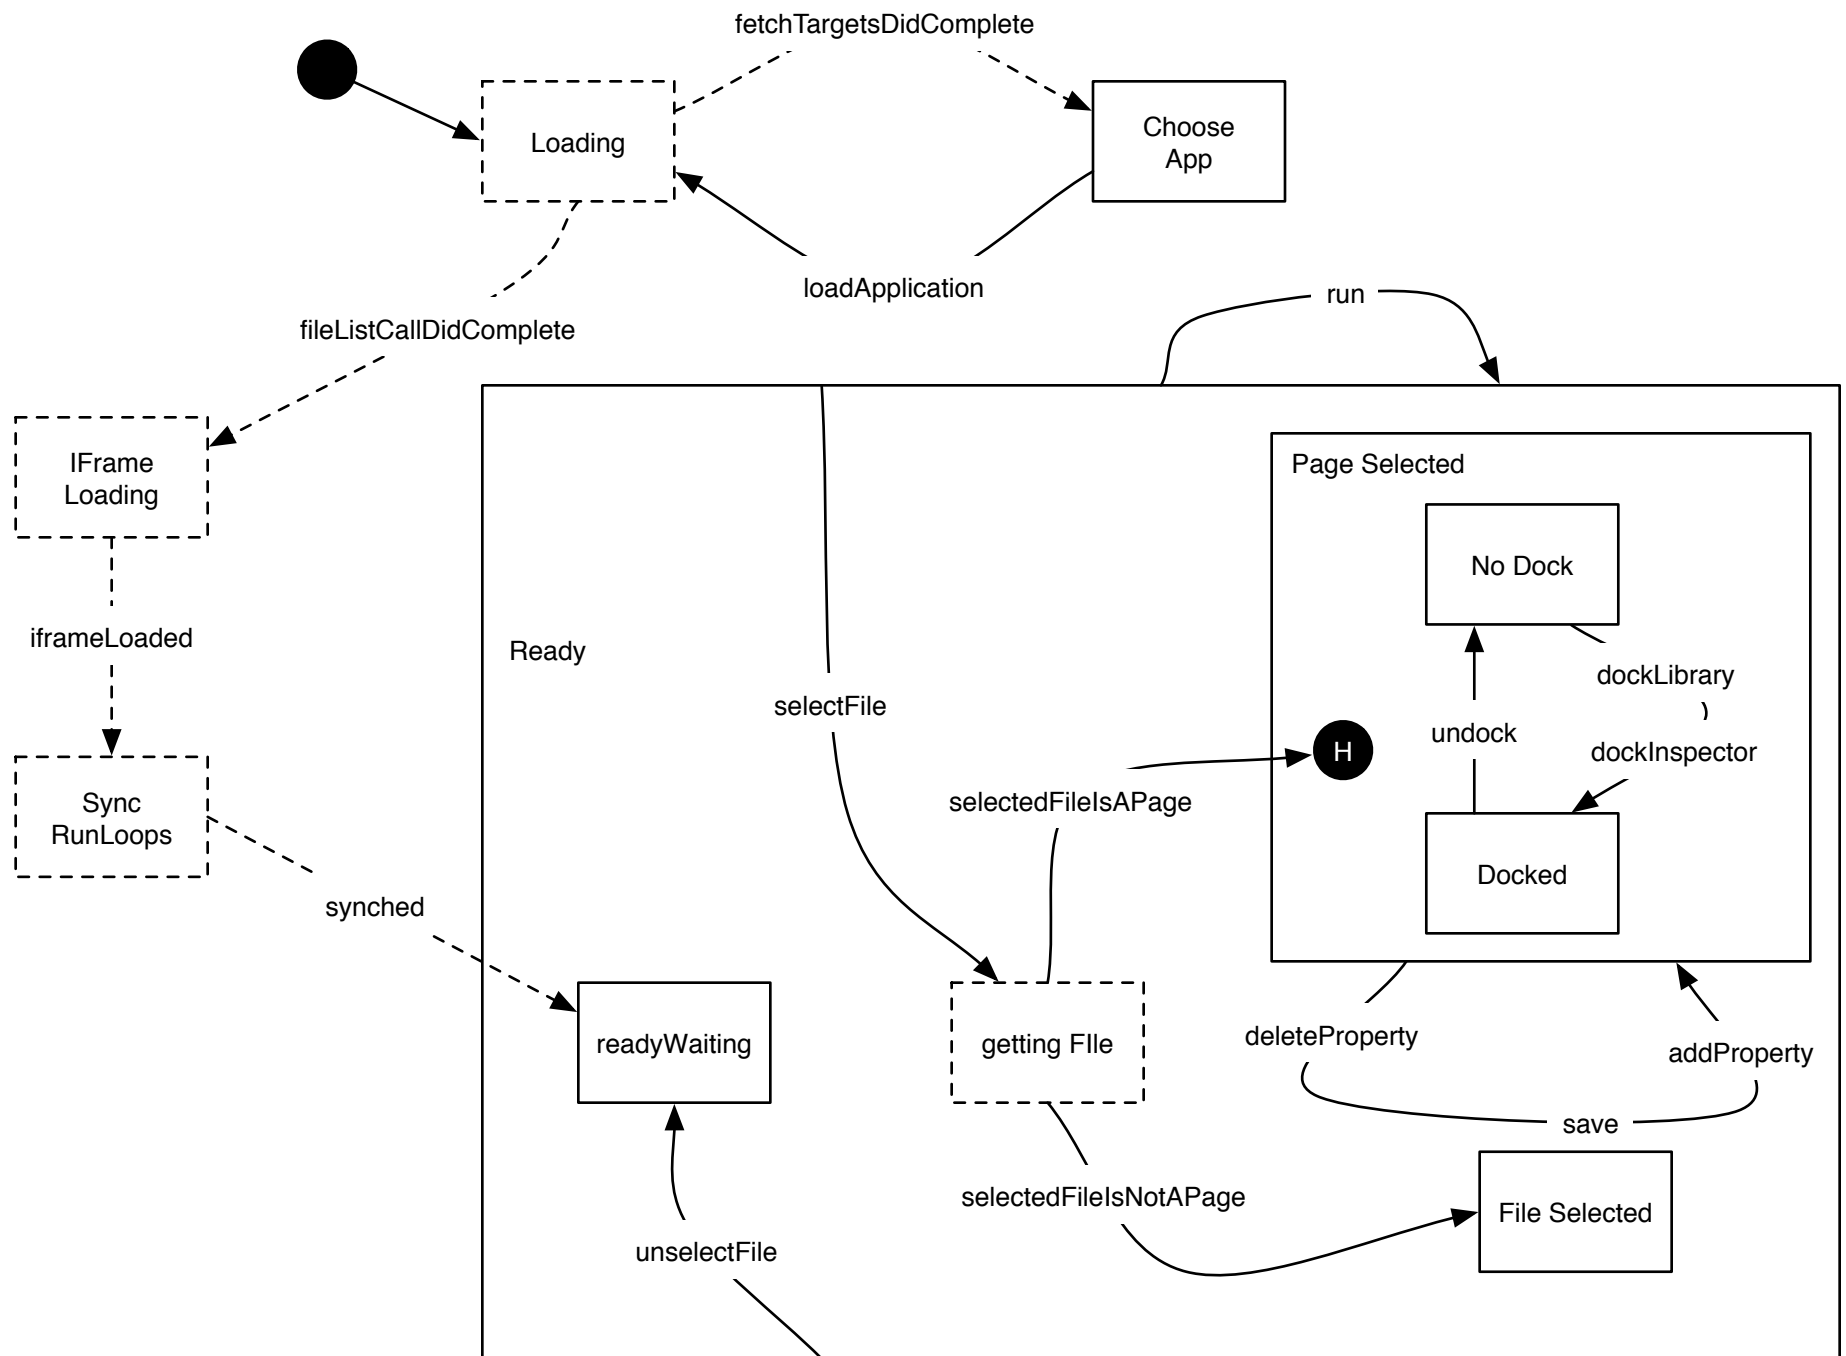 fetchTargetsDidComplete
Loading
Choose
App
loadApplication
run
fileListCallDidComplete
IFrame
Loading
Page Selected
No Dock
iframeLoaded
Ready
dockLibrary
selectFile
undock
H
dockInspector
selectedFileIsAPage
Sync
RunLoops
Docked
synched
readyWaiting
getting FIle
deleteProperty
addProperty
save
selectedFileIsNotAPage
File Selected
unselectFile